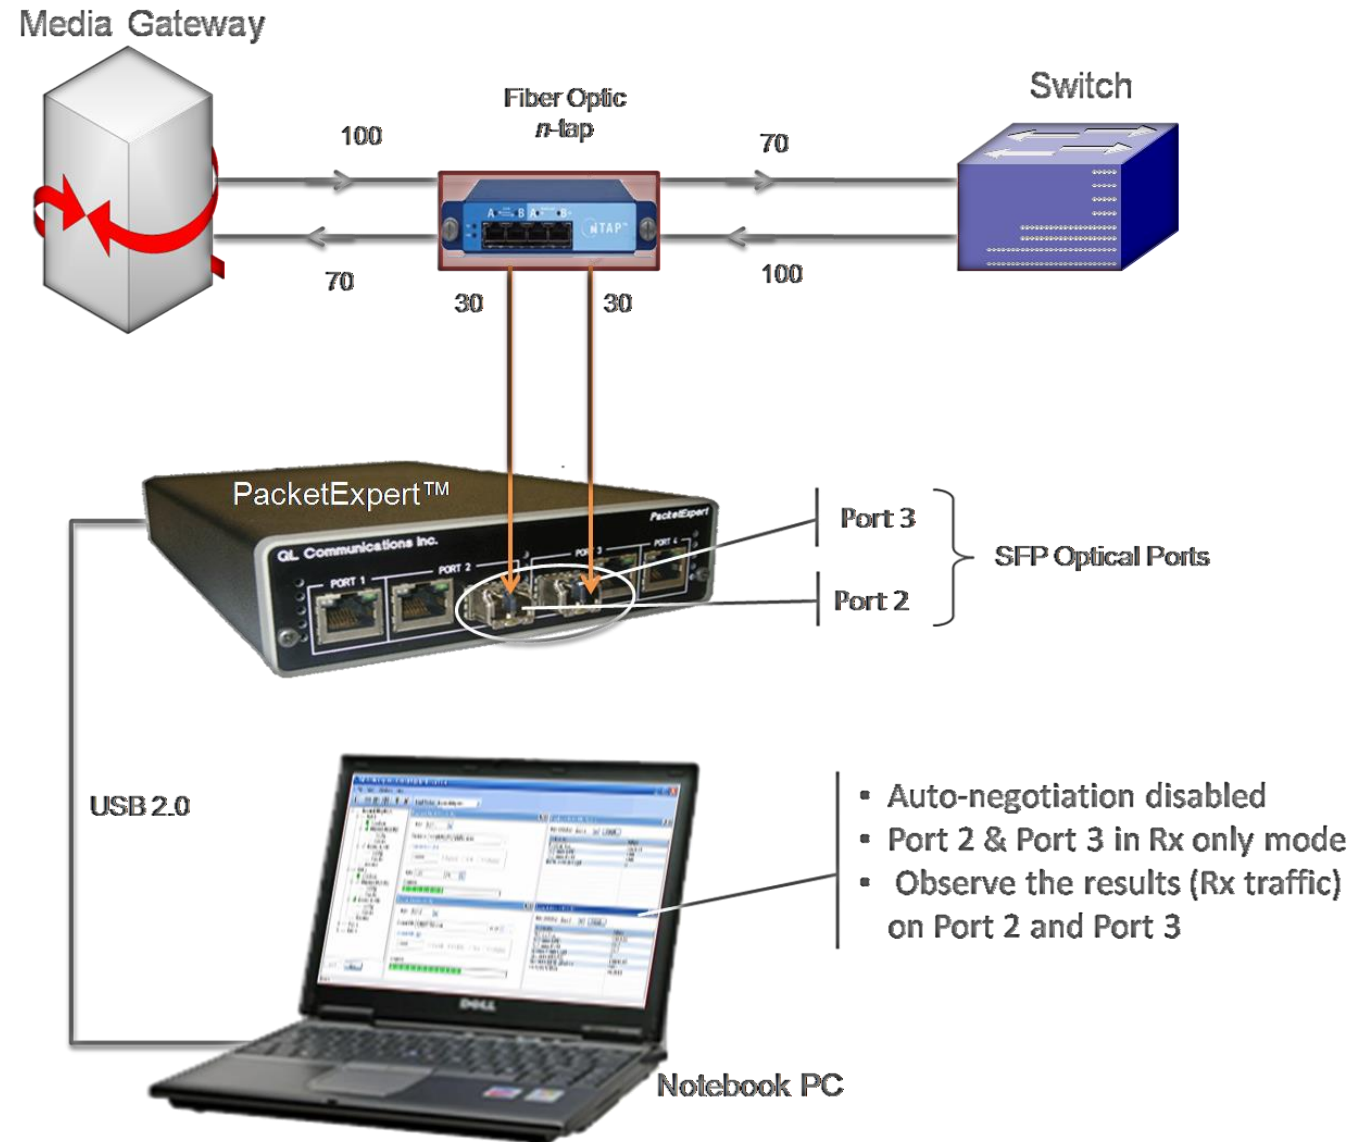 Media Gateway
Switch
Fiber Optic
n-tap
100
70
A B A B
NTAP™
70
100
30
30
PacketExpert™
PacketExpert
GL Communications Inc.
PORT 1
PORT 2
PORT 3
PORT 4
Port 3
SFP Optical Ports
Port 2
USB 2.0
▪ Auto-negotiation disabled
▪ Port 2 & Port 3 in Rx only mode
▪ Observe the results (Rx traffic)
on Port 2 and Port 3
DELL
Notebook PC